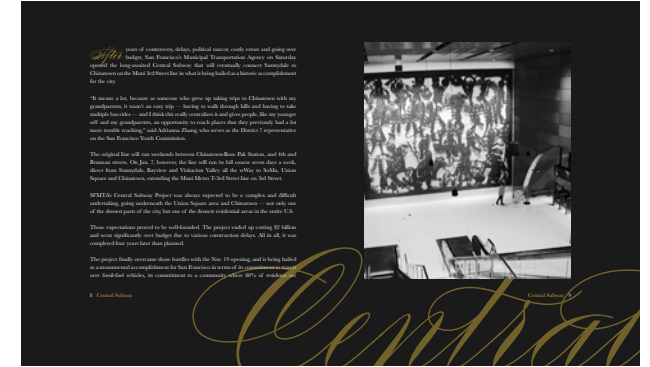 After years of controversy, delays, political rancor, costly errors and going over
budget, San Francisco's Municipal Transportation Agency on Saturday
opened the long-awaited Central Subway that will eventually connect Sunnydale to
Chinatown on the Muni 3rd Street line in what is being hailed as a historic accomplishment
for the city.
"It means a lot, because as someone who grew up taking trips to Chinatown with my
grandparents, it wasn't an easy trip — having to walk through hills and having to take
multiple bus rides — and I think this really centralizes it and gives people, like my younger
self and my grandparents, an opportunity to reach places that they previously had a lot
more trouble reaching," said Adrianna Zhang, who serves as the District 7 representative
on the San Francisco Youth Commission.
The original line will run weekends between Chinatown-Rose Pak Station, and 4th and
Brannan streets. On Jan. 7, however, the line will run its full course seven days a week,
direct from Sunnydale, Bayview and Visitacion Valley all the wWay to SoMa, Union
Square and Chinatown, extending the Muni Metro T-3rd Street line on 3rd Street.
SFMTA's Central Subway Project was always expected to be a complex and difficult
undertaking, going underneath the Union Square area and Chinatown — not only one
of the densest parts of the city, but one of the densest residential areas in the entire U.S.
Those expectations proved to be well-founded. The project ended up costing $2 billion
and went significantly over budget due to various construction delays. All in all, it was
completed four years later than planned.
The project finally overcame those hurdles with the Nov. 19 opening, and is being hailed
as a monumental accomplishment for San Francisco in terms of its commitment to transit
over fossil-fuel vehicles, its commitment to a community where 80% of residents are
8 Central Subway
Central Subway 9
Central